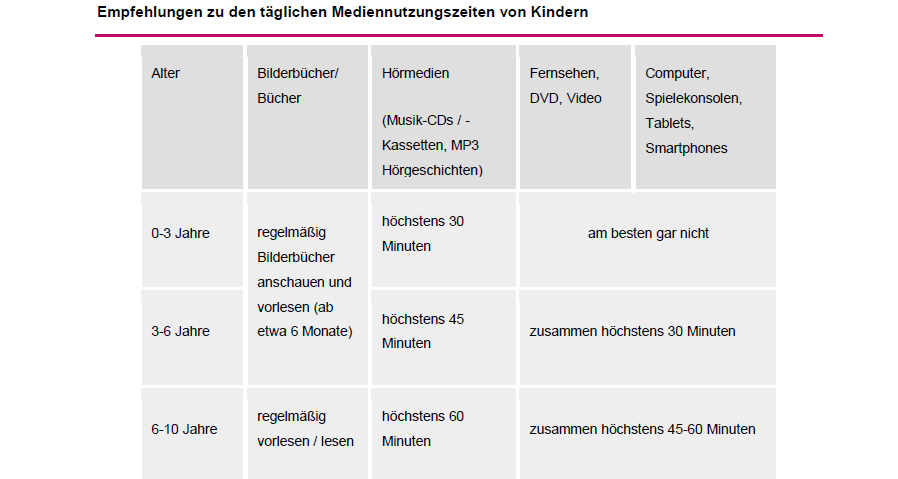 Empfehlungen zu den täglichen Mediennutzungszeiten von Kindern
Alter
Bilderbücher/
Bücher
Hörmedien
(Musik-CDs / -
Kassetten, MP3
Hörgeschichten)
Fernsehen,
DVD, Video
Computer,
Spielekonsolen,
Tablets,
Smartphones
0-3 Jahre
regelmäßig
Bilderbücher
anschauen und
vorlesen (ab
etwa 6 Monate)
höchstens 30
Minuten
am besten gar nicht
3-6 Jahre
höchstens 45
Minuten
zusammen höchstens 30 Minuten
6-10 Jahre
regelmäßig
vorlesen / lesen
höchstens 60
Minuten
zusammen höchstens 45-60 Minuten